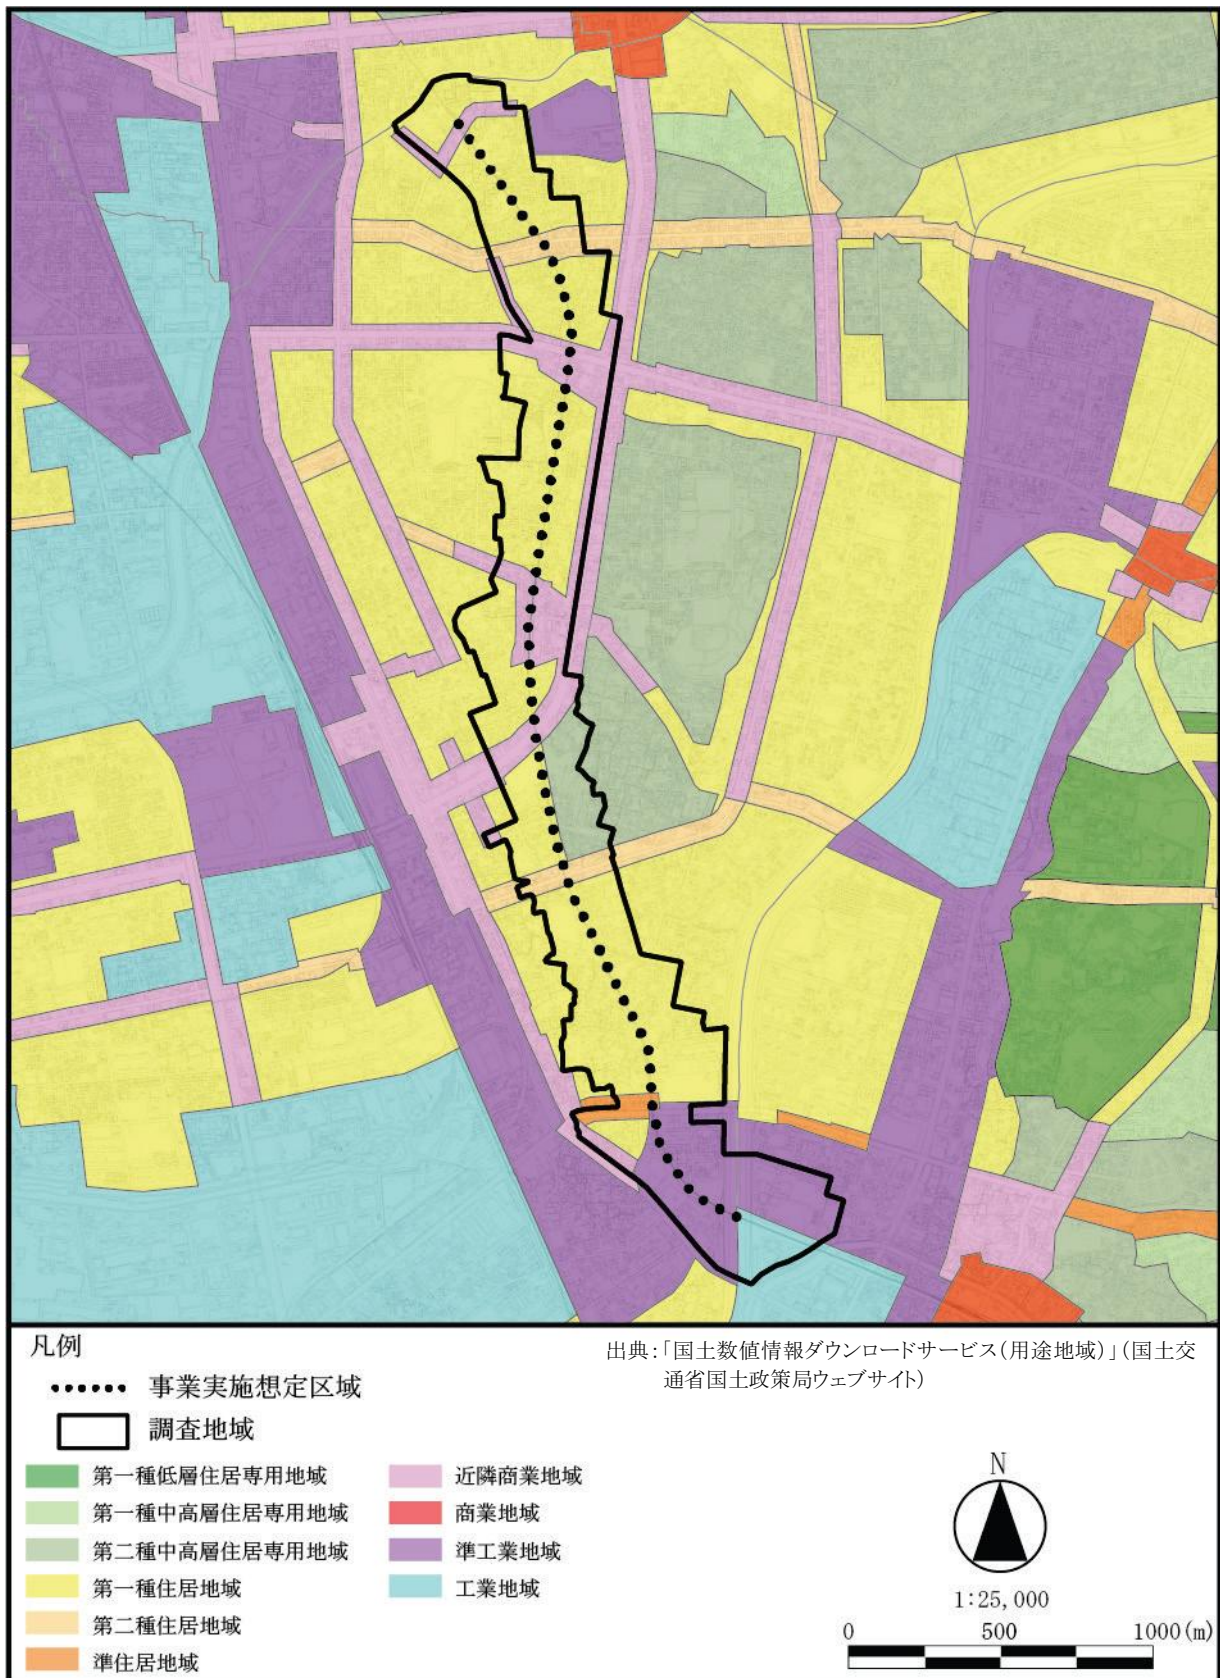 凡例
出典：「国土数値情報ダウンロードサービス（用途地域）」（国土交
通省国土政策局ウェブサイト）
事業実施想定区域
調査地域
第一種低層住居専用地域
第一種中高層住居専用地域
第二種中高層住居専用地域
第一種住居地域
第二種住居地域
準住居地域
近隣商業地域
商業地域
準工業地域
工業地域
N
1:25,000
0 500 1000(m)